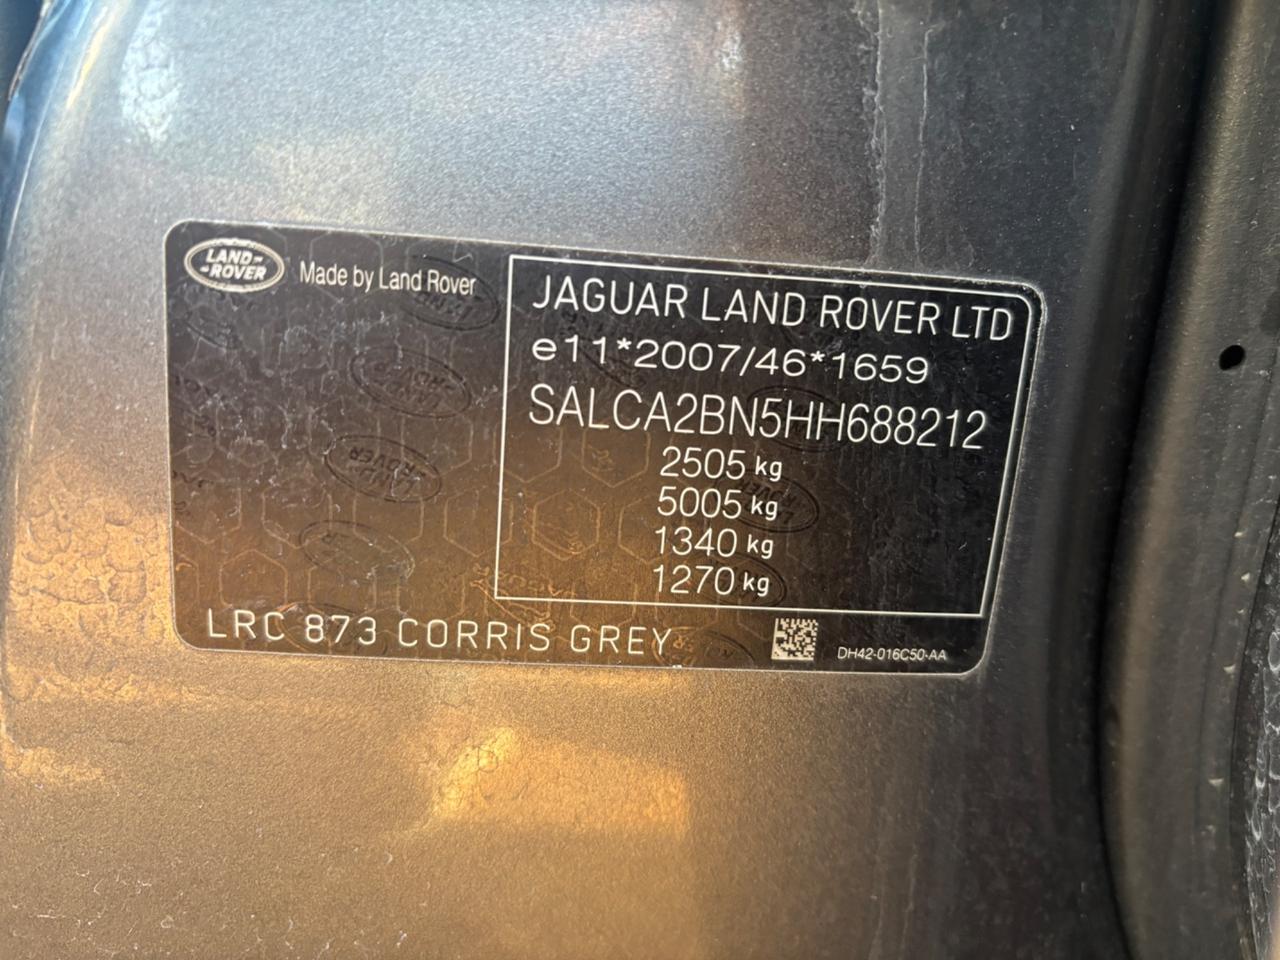 LAND-
-ROVER
Made by Land Rover
JAGUAR LAND ROVER LTD
e11*2007/46*1659
SALCA2BN5HH688212
2505 kg
5005 kg
1340 kg
1270 kg
LRC 873 CORRIS GREY
DH42-016C50-AA